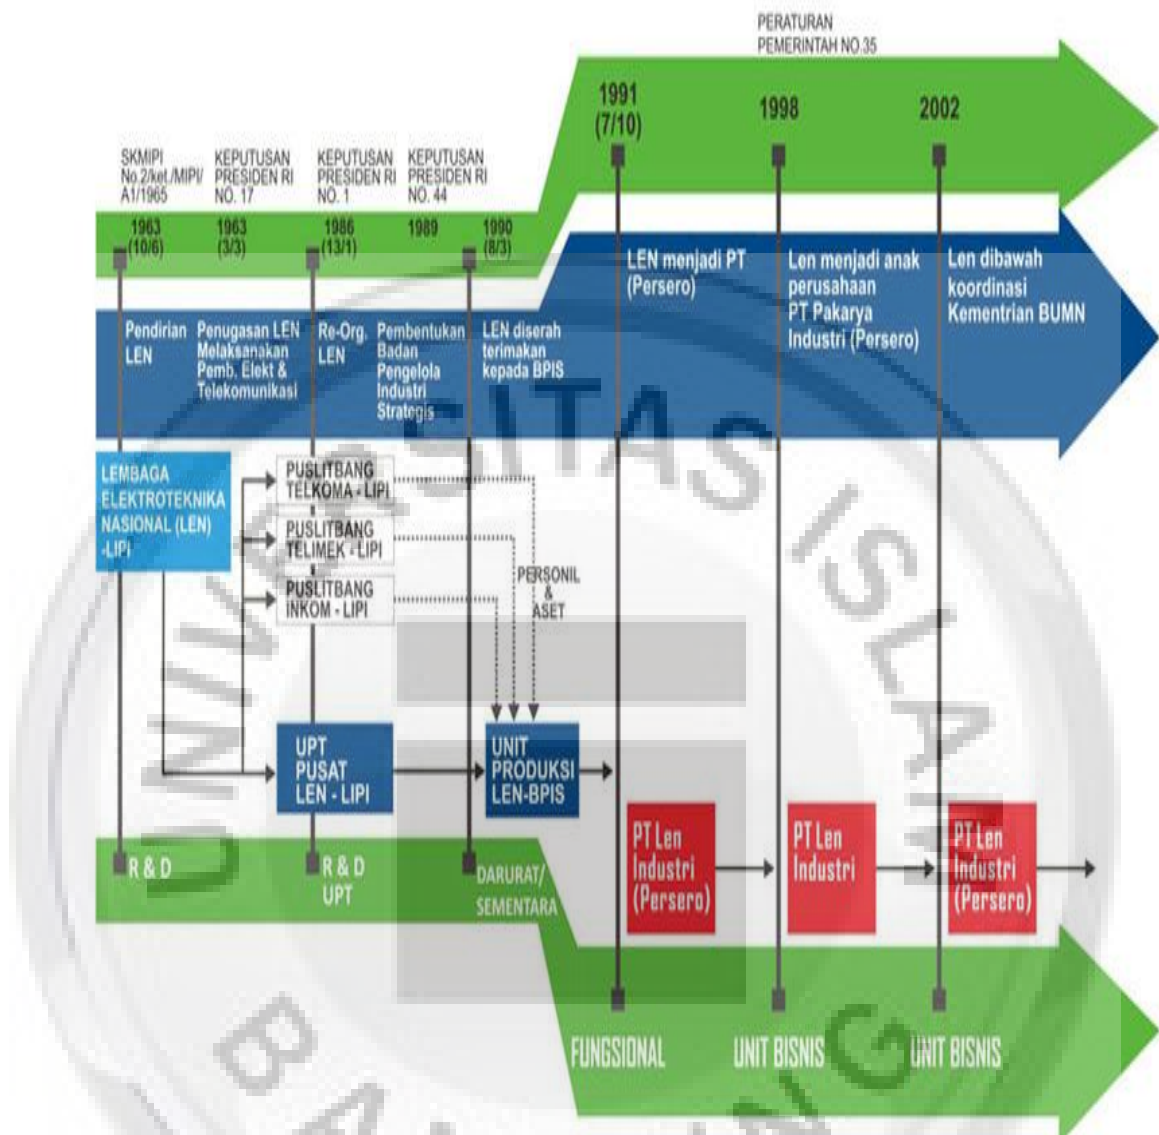 PERATURAN
PEMERINTAH NO.35
1991
(7/10)
1998
2002
SKMIPI
No.2/ket./MIPI/
A1/1965
KEPUTUSAN
PRESIDEN RI
NO. 17
KEPUTUSAN
PRESIDEN RI
NO. 1
KEPUTUSAN
PRESIDEN RI
NO. 44
1963
(10/6)
1963
(3/3)
1986
(13/1)
1989
1990
(8/3)
LEN menjadi PT
(Persero)
Len menjadi anak
perusahaan
PT Pakarya
Industri (Persero)
Len dibawah
koordinasi
Kementrian BUMN
Pendirian
LEN
Penugasan LEN
Melaksanakan
Pemb. Elekt &
Telekomunikasi
Re-Org.
LEN
Pembentukan
Badan
Pengelola
Industri
Strategis
LEN diserah
terimakan
kepada BPIS
LEMBAGA
ELEKTROTEKNIKA
NASIONAL (LEN)
-LIPI
PUSLITBANG
TELKOMA - LIPI
PUSLITBANG
TELIMEK - LIPI
PUSLITBANG
INKOM - LIPI
PERSONIL
&
ASET
UPT
PUSAT
LEN - LIPI
UNIT
PRODUKSI
LEN-BPIS
PT Len
Industri
(Persero)
PT Len
Industri
PT Len
Industri
(Persero)
R & D
R & D
UPT
DARURAT/
SEMENTARA
FUNGSIONAL
UNIT BISNIS
UNIT BISNIS
UNIVERSITAS ISLAM
BANDUNG